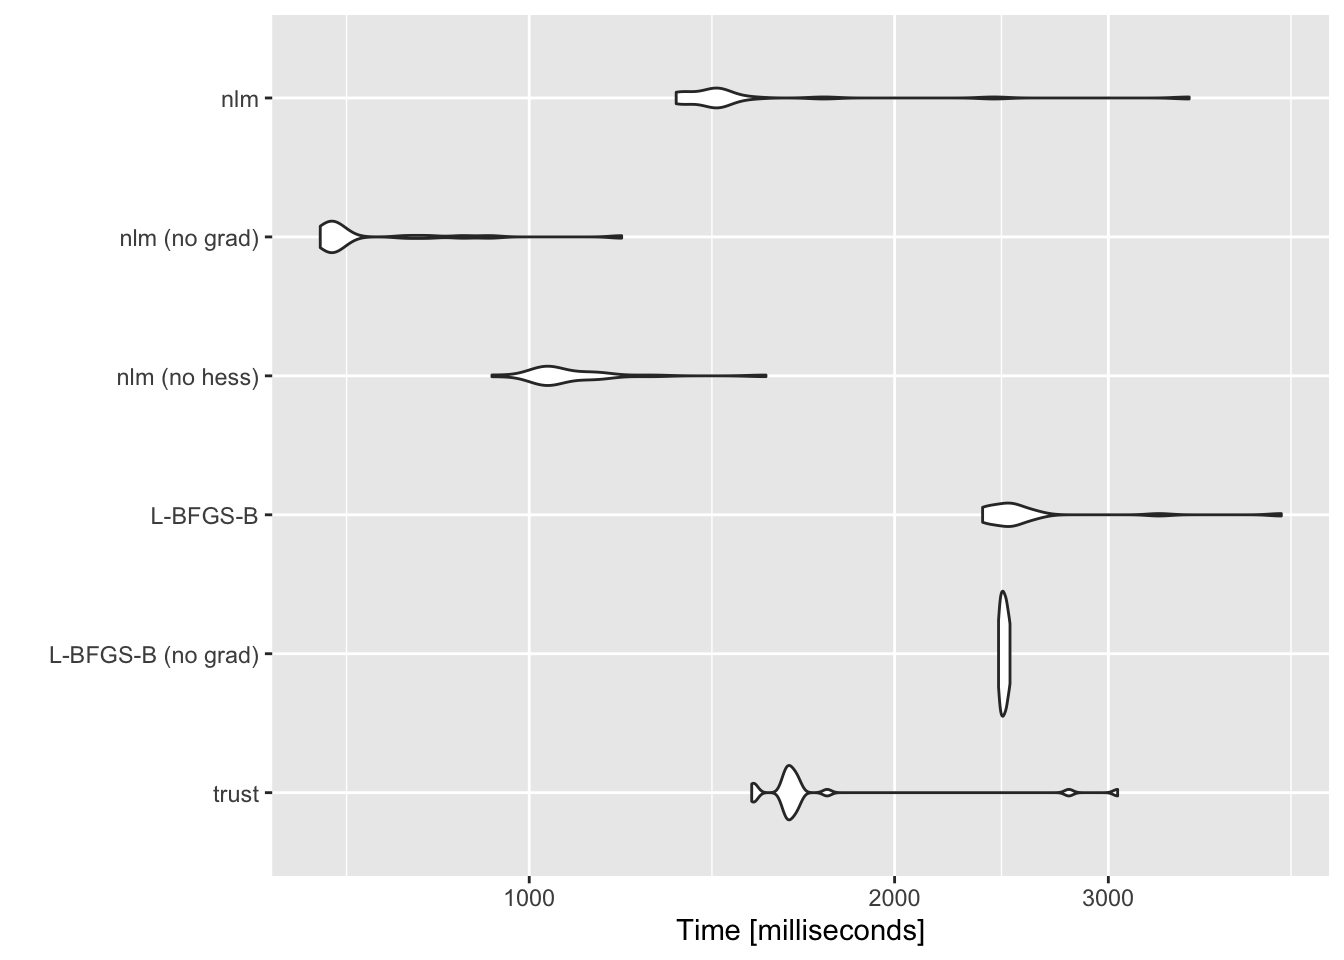 nlm
nlm (no grad)
nlm (no hess)
L-BFGS-B
L-BFGS-B (no grad)
trust
1000 2000 3000
Time [milliseconds]